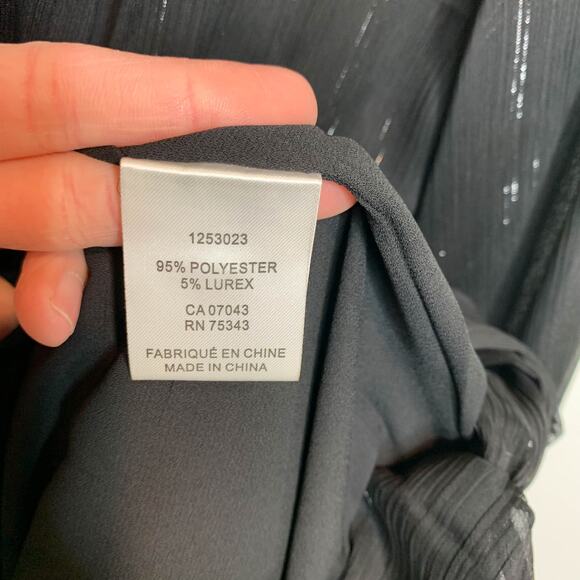 1253023
95% POLYESTER
5% LUREX
CA 07043
RN 75343
FABRIQUÉ EN CHINE
MADE IN CHINA